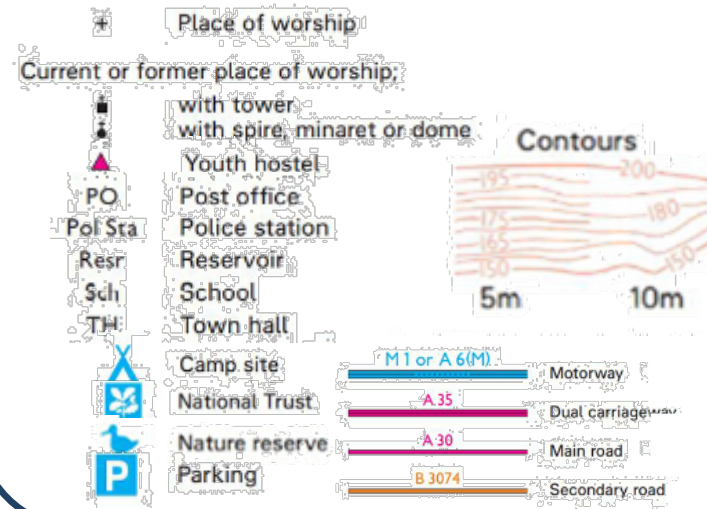 Place of worship
Current or former place of worship;
with tower
with spire, minaret or dome
Youth hostel
PO Post office
Pol Sta Police station
Resr Reservoir
Sch School
TH Town hall
Camp site
National Trust
Nature reserve
P Parking
Contours
195 200
175 180
165
150 150
5m 10m
M 1 or A 6(M) Motorway
A 35 Dual carriageway
A 30 Main road
B 3074 Secondary road